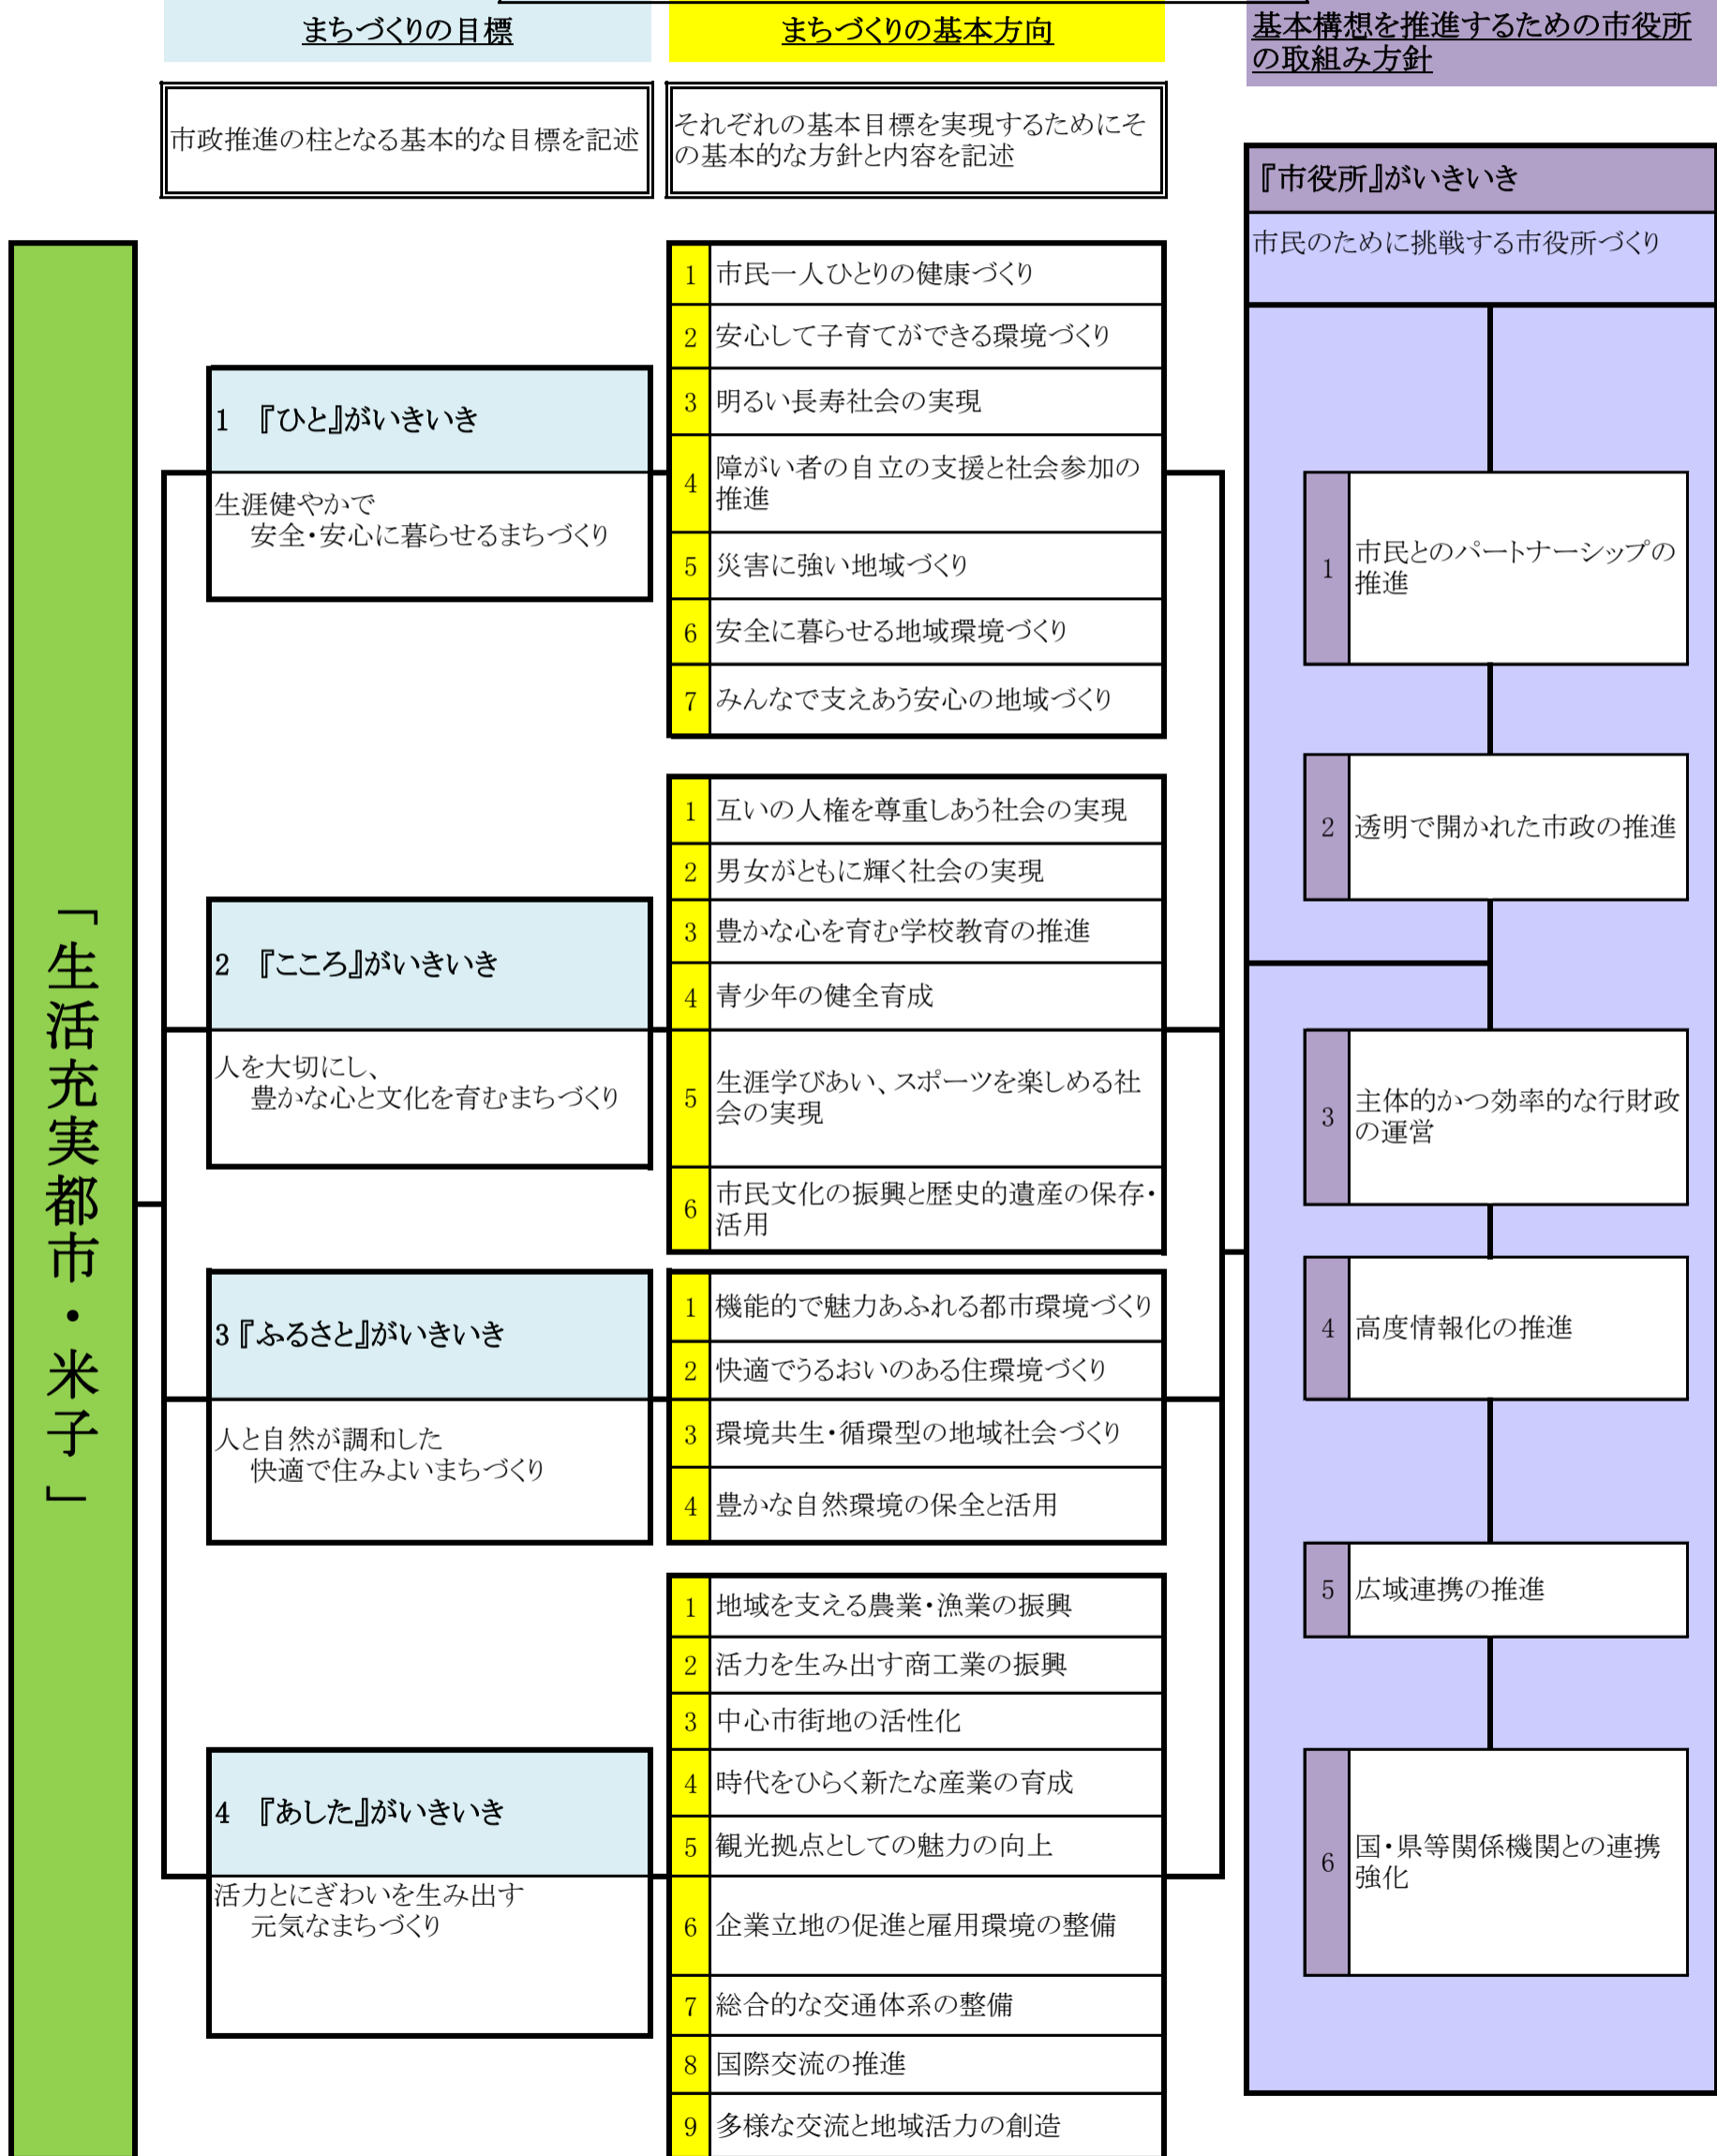 まちづくりの目標
まちづくりの基本方向
基本構想を推進するための市役所
の取組み方針
市政推進の柱となる基本的な目標を記述
それぞれの基本目標を実現するためにそ
の基本的な方針と内容を記述
「生活充実都市・米子」
1 『ひと』がいきいき
生涯健やかで
安全・安心に暮らせるまちづくり
1 市民一人ひとりの健康づくり
2 安心して子育てができる環境づくり
3 明るい長寿社会の実現
4 障がい者の自立の支援と社会参加の
推進
5 災害に強い地域づくり
6 安全に暮らせる地域環境づくり
7 みんなで支えあう安心の地域づくり
2 『こころ』がいきいき
人を大切にし、
豊かな心と文化を育むまちづくり
1 互いの人権を尊重しあう社会の実現
2 男女がともに輝く社会の実現
3 豊かな心を育む学校教育の推進
4 青少年の健全育成
5 生涯学びあい、スポーツを楽しめる社
会の実現
6 市民文化の振興と歴史的遺産の保存・
活用
3『ふるさと』がいきいき
人と自然が調和した
快適で住みよいまちづくり
1 機能的で魅力あふれる都市環境づくり
2 快適でうるおいのある住環境づくり
3 環境共生・循環型の地域社会づくり
4 豊かな自然環境の保全と活用
4 『あした』がいきいき
活力とにぎわいを生み出す
元気なまちづくり
1 地域を支える農業・漁業の振興
2 活力を生み出す商工業の振興
3 中心市街地の活性化
4 時代をひらく新たな産業の育成
5 観光拠点としての魅力の向上
6 企業立地の促進と雇用環境の整備
7 総合的な交通体系の整備
8 国際交流の推進
9 多様な交流と地域活力の創造
『市役所』がいきいき
市民のために挑戦する市役所づくり
1 市民とのパートナーシップの
推進
2 透明で開かれた市政の推進
3 主体的かつ効率的な行財政
の運営
4 高度情報化の推進
5 広域連携の推進
6 国・県等関係機関との連携
強化